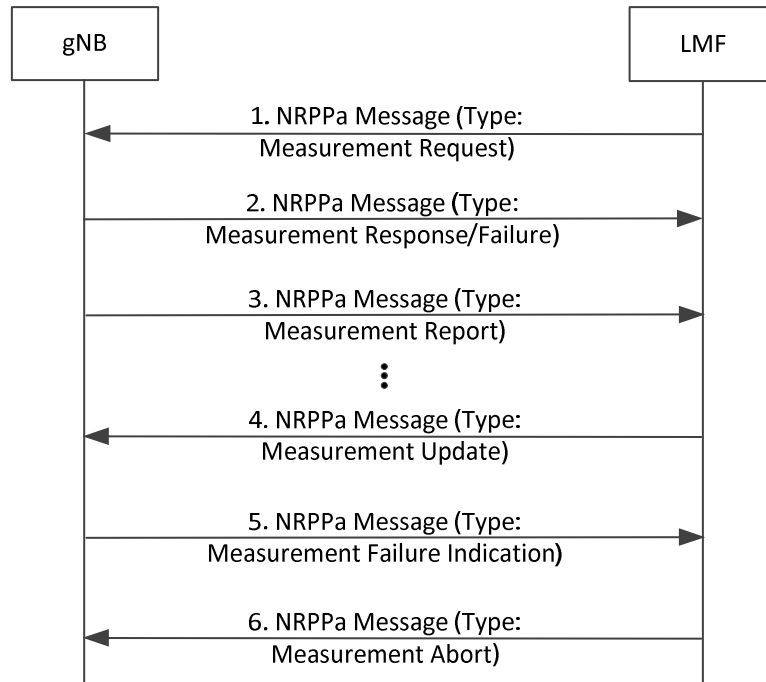 gNB
LMF
1. NRPPa Message (Type:
Measurement Request)
2. NRPPa Message (Type:
Measurement Response/Failure)
3. NRPPa Message (Type:
Measurement Report)
4. NRPPa Message (Type:
Measurement Update)
5. NRPPa Message (Type:
Measurement Failure Indication)
6. NRPPa Message (Type:
Measurement Abort)